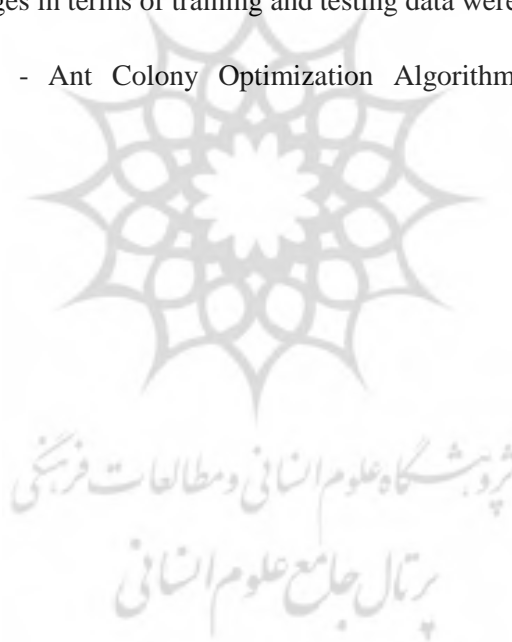 ges in terms of training and testing data were
- Ant Colony Optimization Algorithm
پژوهشگاه علوم انسانی و مطالعات فرهنگی
پرتال جامع علوم انسانی